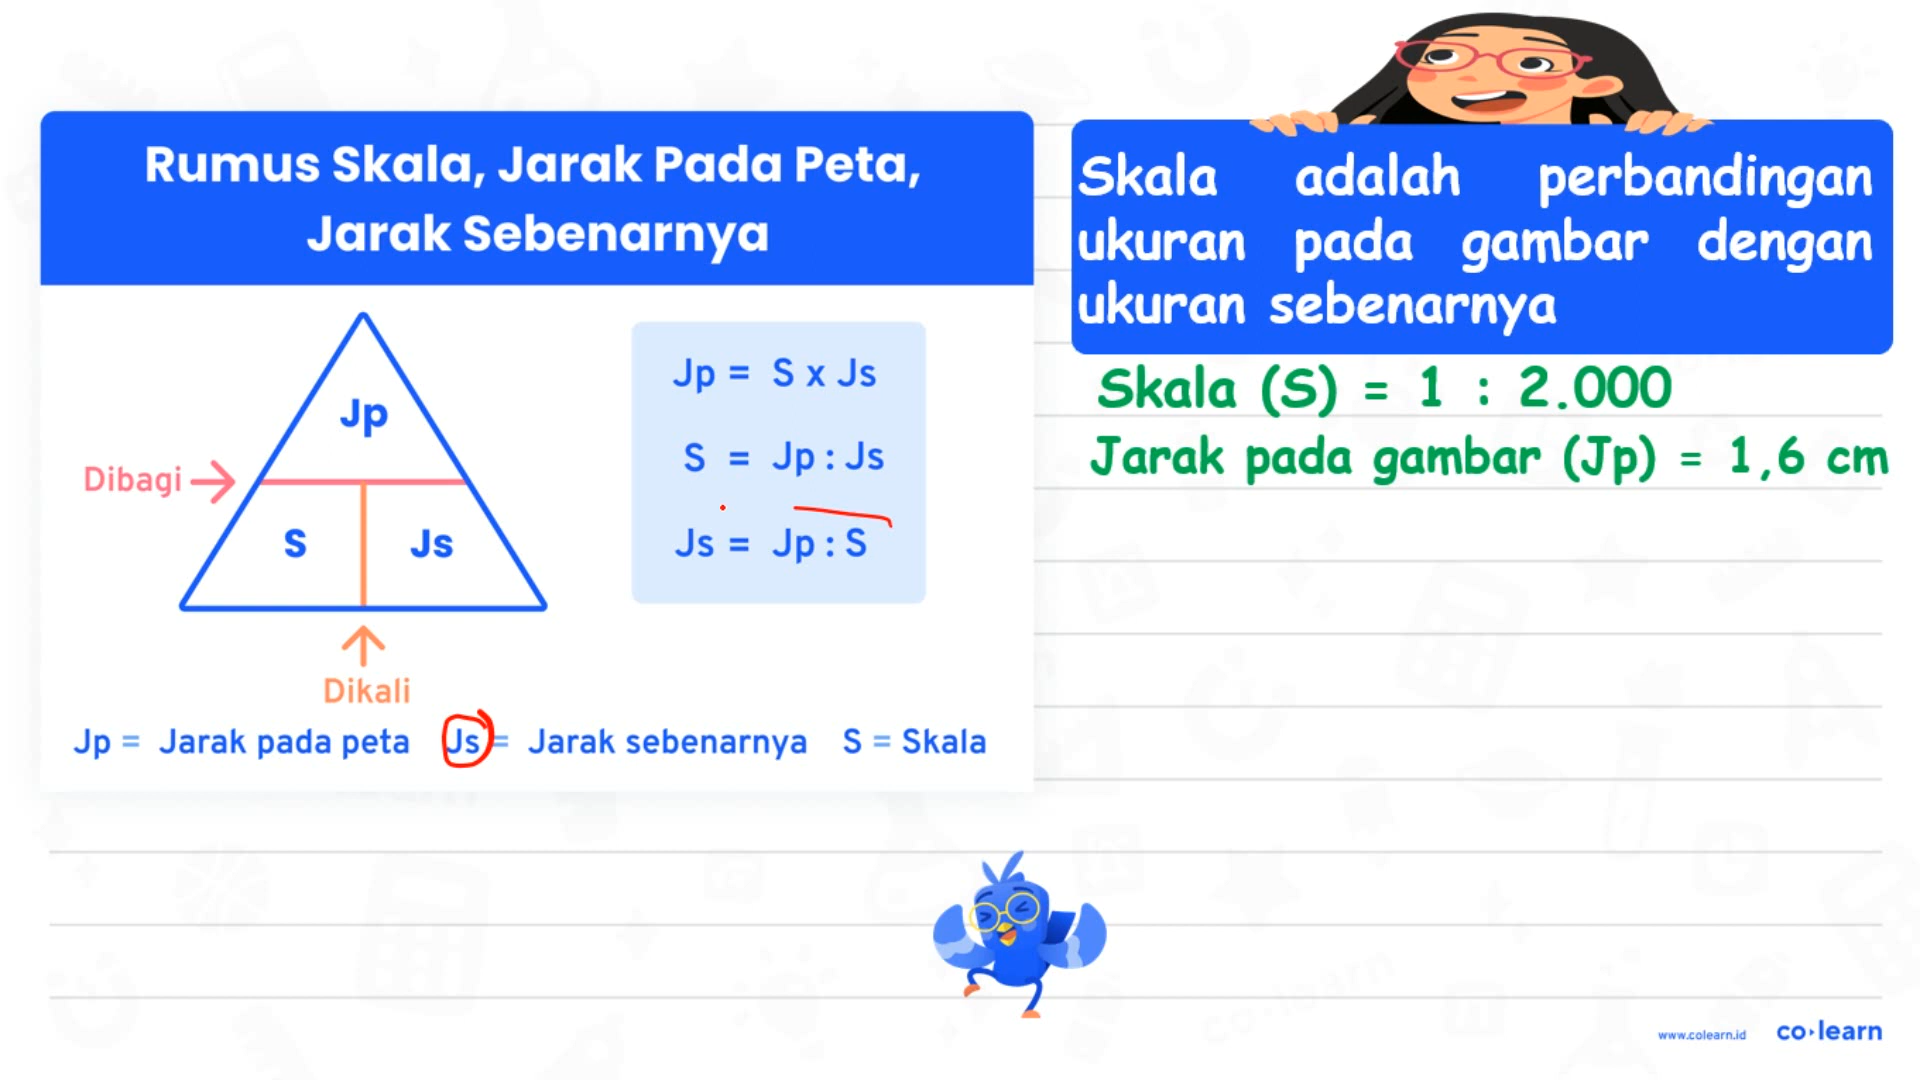 Rumus Skala, Jarak Pada Peta,
Jarak Sebenarnya
Jp
Dibagi
S
Js
Dikali
Jp = S x Js
S = Jp : Js
Js = Jp : S
Jp = Jarak pada peta Js = Jarak sebenarnya S = Skala
Skala adalah perbandingan
ukuran pada gambar dengan
ukuran sebenarnya
Skala (S) = 1 : 2.000
Jarak pada gambar (Jp) = 1,6 cm
www.colearn.id co·learn